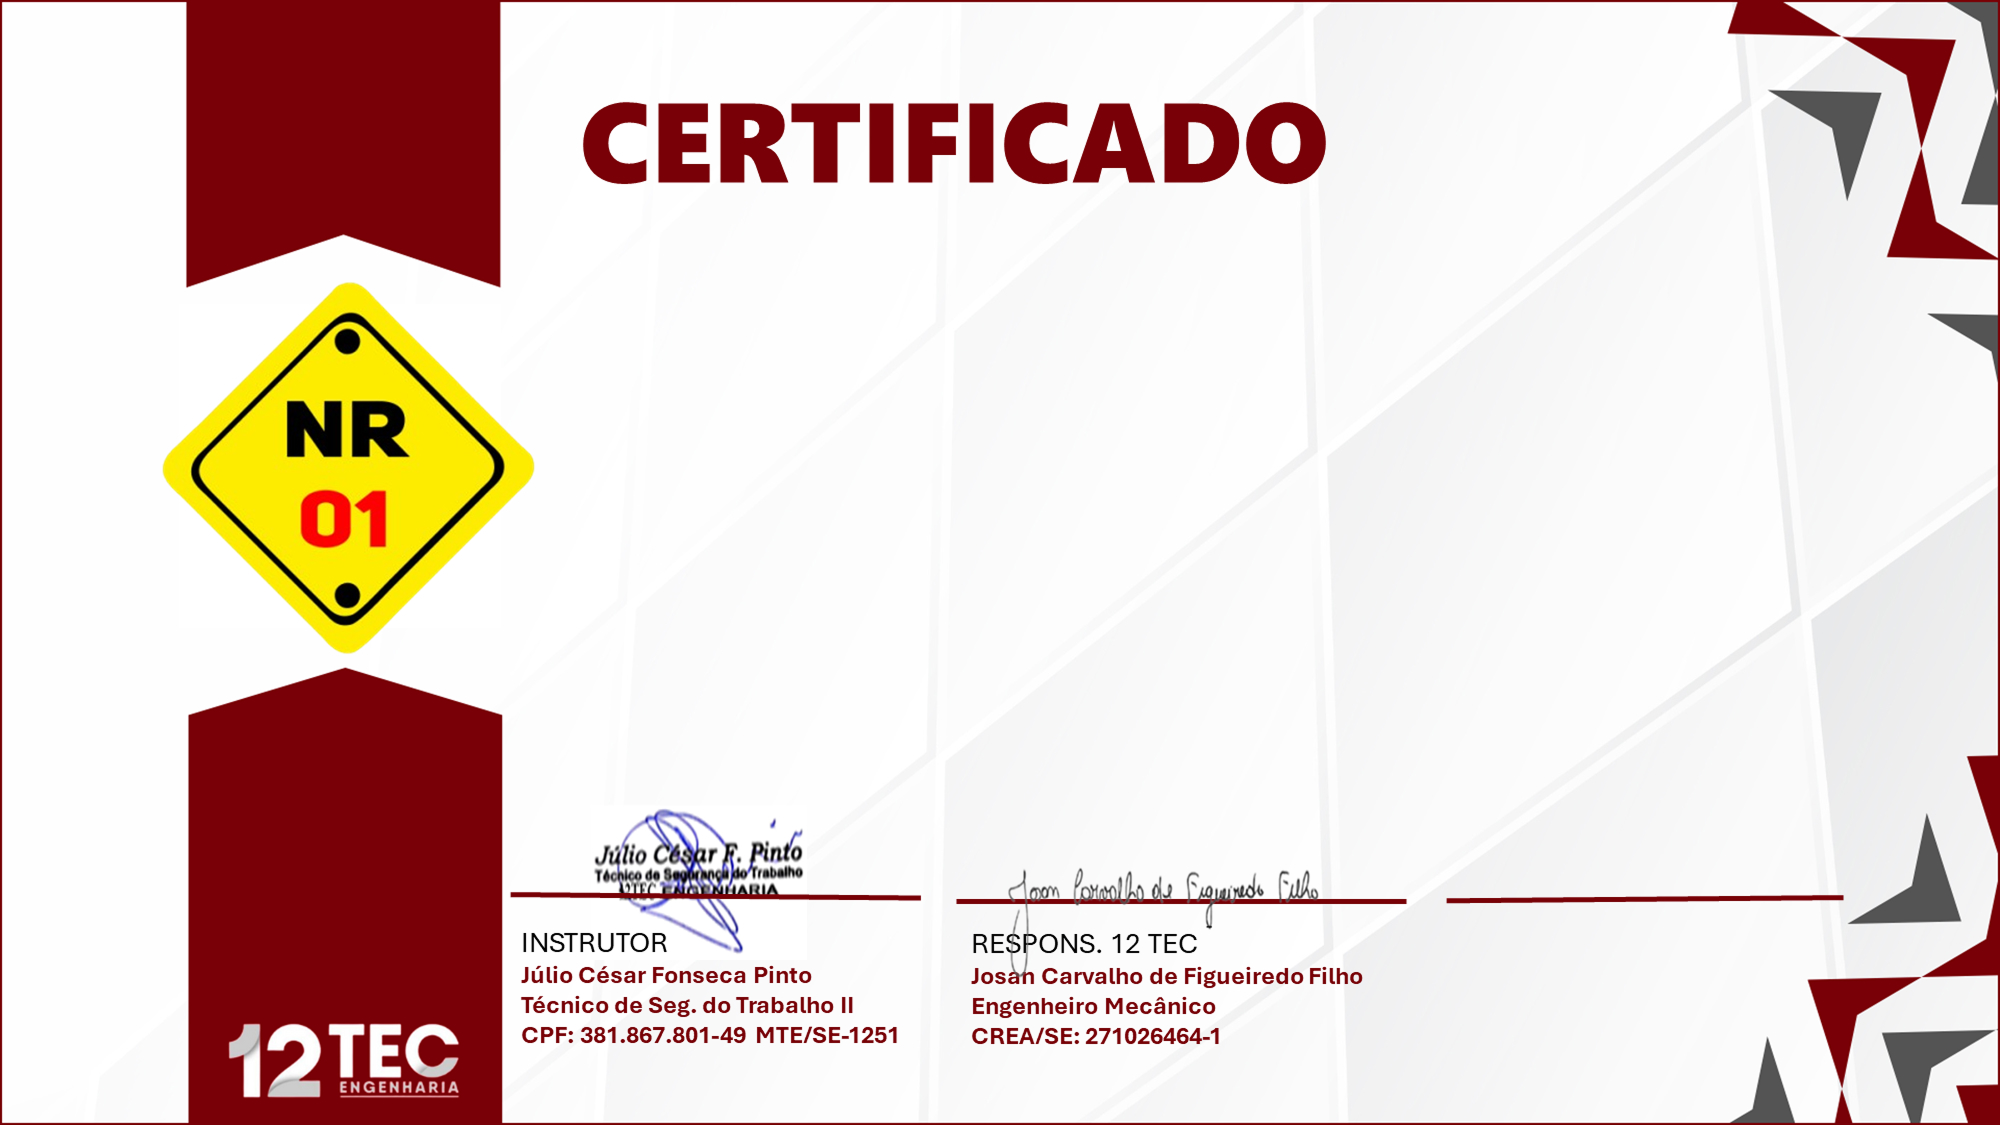 CERTIFICADO
NR
01
Júlio César F. Pinto
Técnico de Segurança do Trabalho
12TEC ENGENHARIA
Josan Carvalho de Figueiredo Filho
INSTRUTOR
Júlio César Fonseca Pinto
Técnico de Seg. do Trabalho II
CPF: 381.867.801-49 MTE/SE-1251
RESPONS. 12 TEC
Josan Carvalho de Figueiredo Filho
Engenheiro Mecânico
CREA/SE: 271026464-1
12TEC
ENGENHARIA